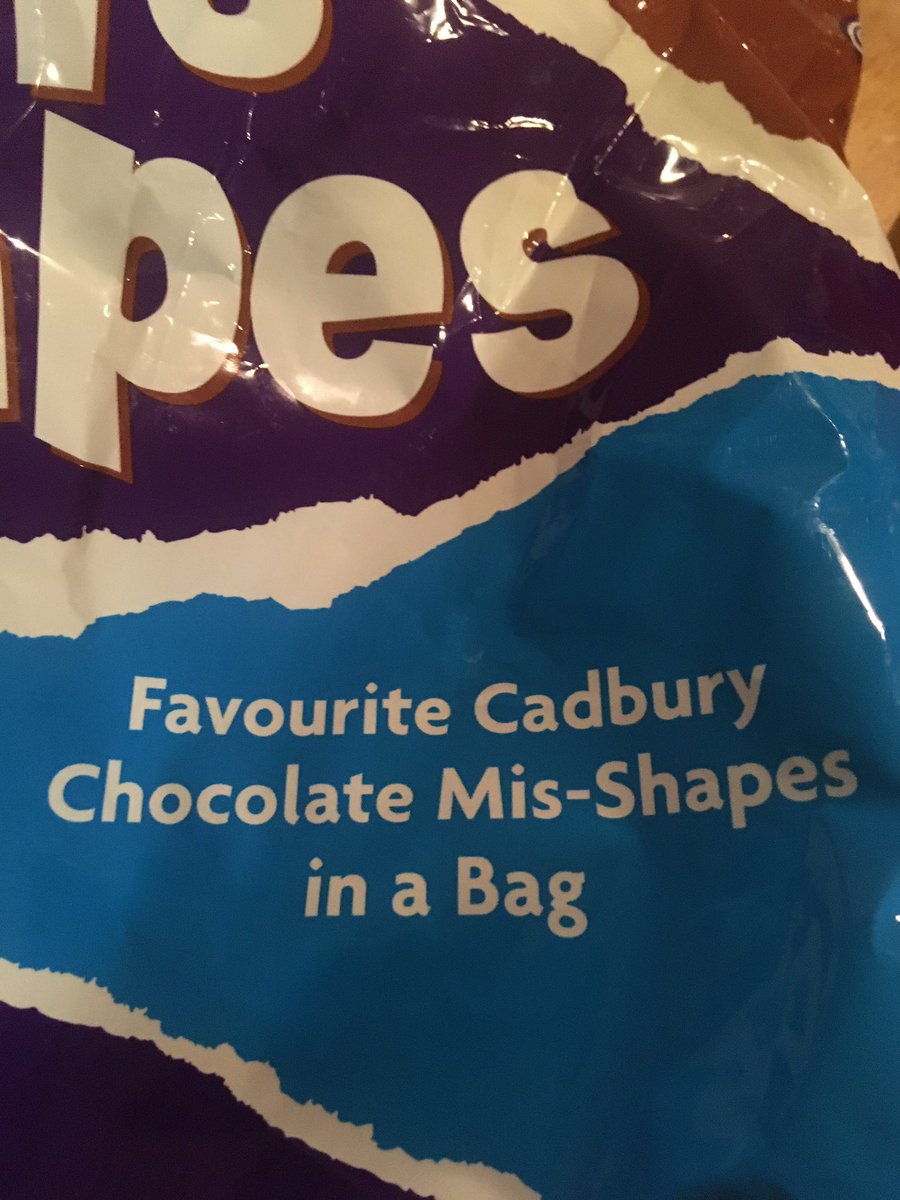 pes
Favourite Cadbury
Chocolate Mis-Shapes
in a Bag